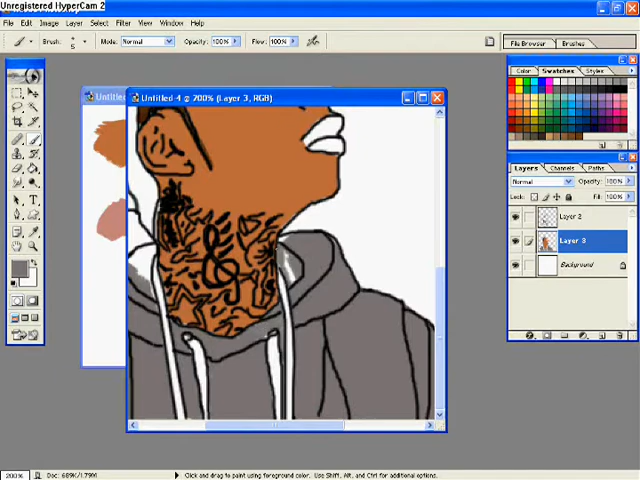 Unregistered HyperCam 2
File Edit Image Layer Select Filter View Window Help
Brush: 5 Mode: Normal Opacity: 100% Flow: 100%
File Browser Brushes
Untitled
Untitled-4 @ 200% (Layer 3, RGB)
Color Swatches Styles
Layers Channels Paths
Normal Opacity: 100%
Lock: Fill: 100%
Layer 2
Layer 3
Background
200% Doc: 689K/1.79M Click and drag to paint using foreground color. Use Shift, Alt, and Ctrl for additional options.